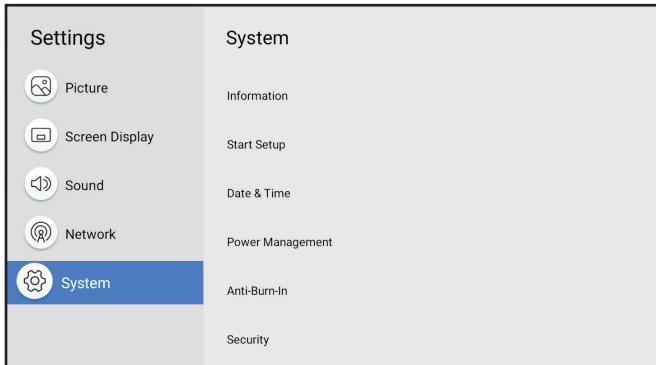 Settings
Picture
Screen Display
Sound
Network
System
System
Information
Start Setup
Date & Time
Power Management
Anti-Burn-In
Security